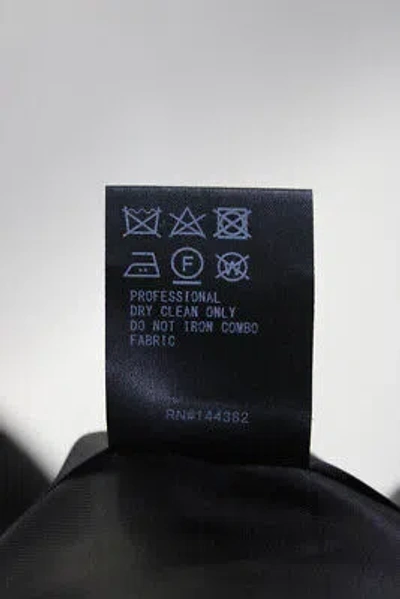 F W
PROFESSIONAL
DRY CLEAN ONLY
DO NOT IRON COMBO
FABRIC
RN#144382